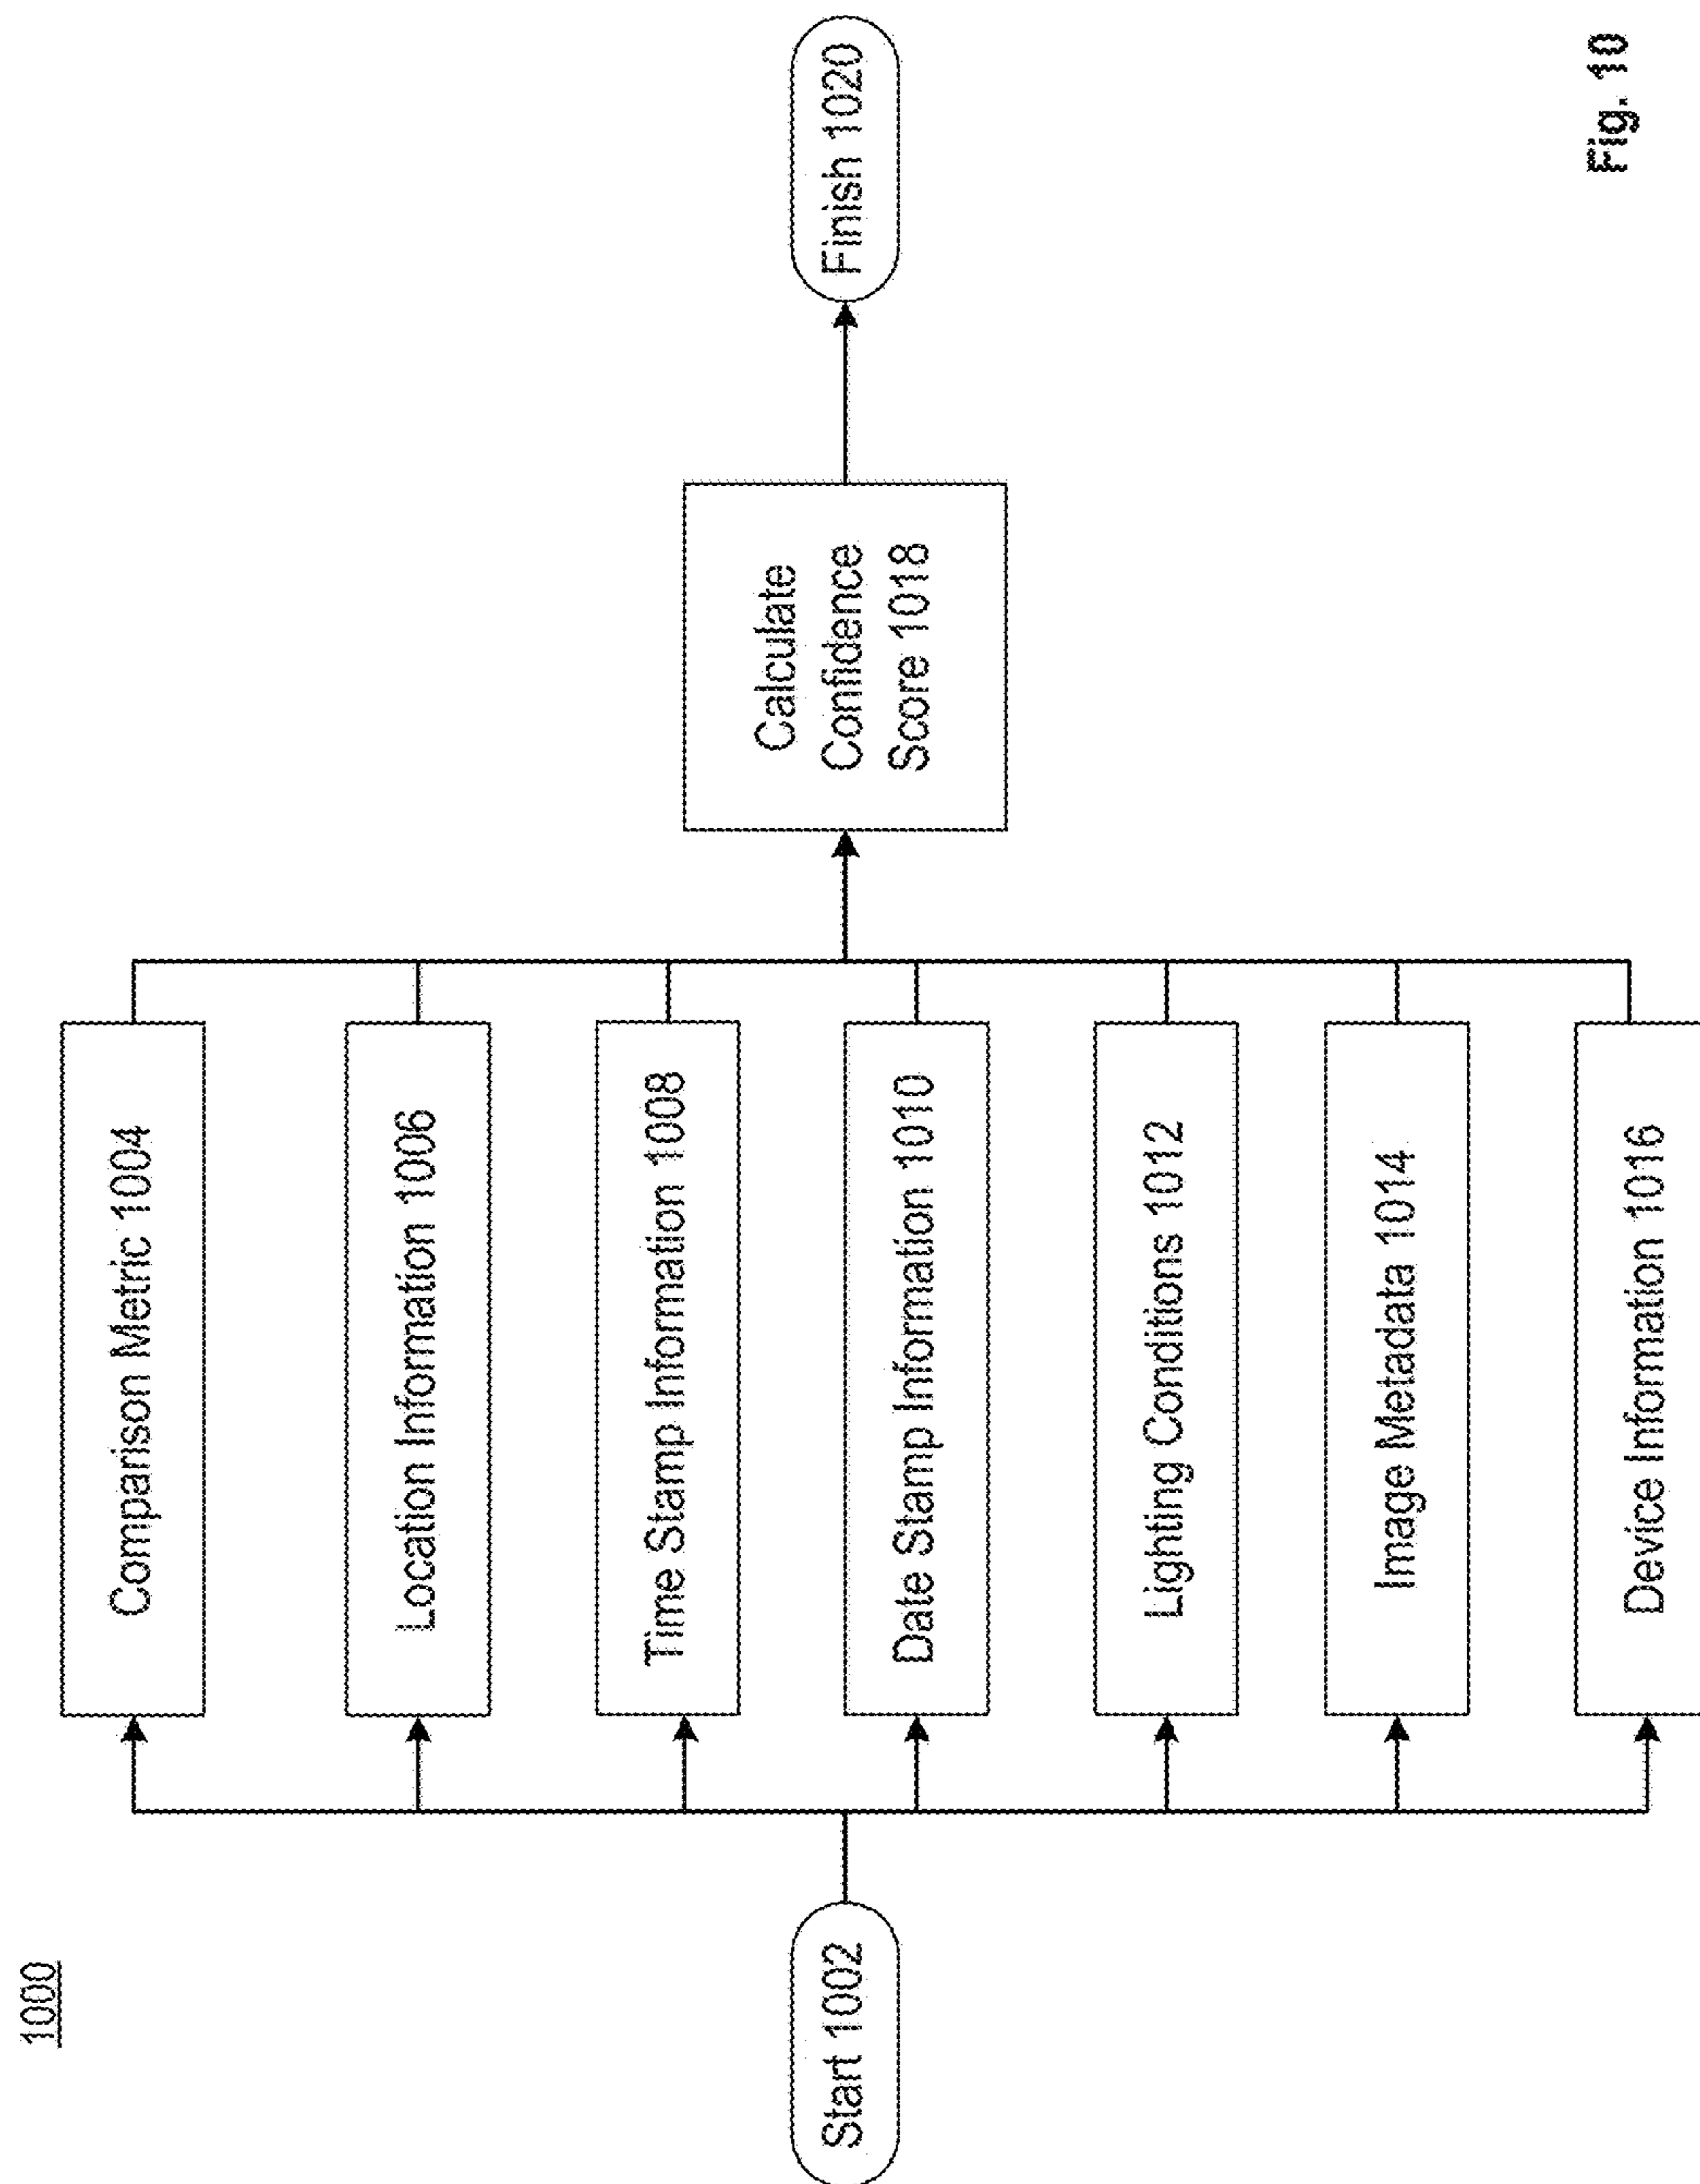 1000
Start 1002
Comparison Metric 1004
Location Information 1006
Time Stamp Information 1008
Date Stamp Information 1010
Lighting Conditions 1012
Image Metadata 1014
Device Information 1016
Calculate
Confidence
Score 1018
Finish 1020
Fig. 10